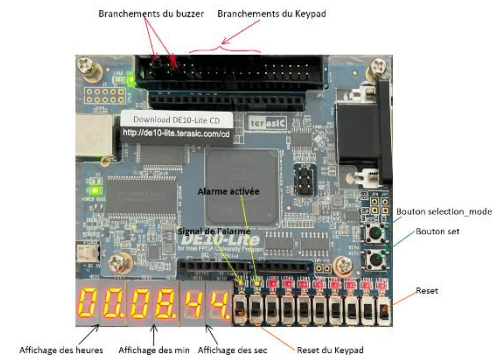 Branchements du buzzer
Branchements du Keypad
Download DE10-Lite CD
http://de10-lite.terasic.com/cd
terasic
Alarme activée
Bouton selection_mode
Signal de l'alarme
Bouton set
DE10-Lite
for Intel FPGA University Program
00.08.44.
Reset
Affichage des heures
Affichage des min
Affichage des sec
Reset du Keypad